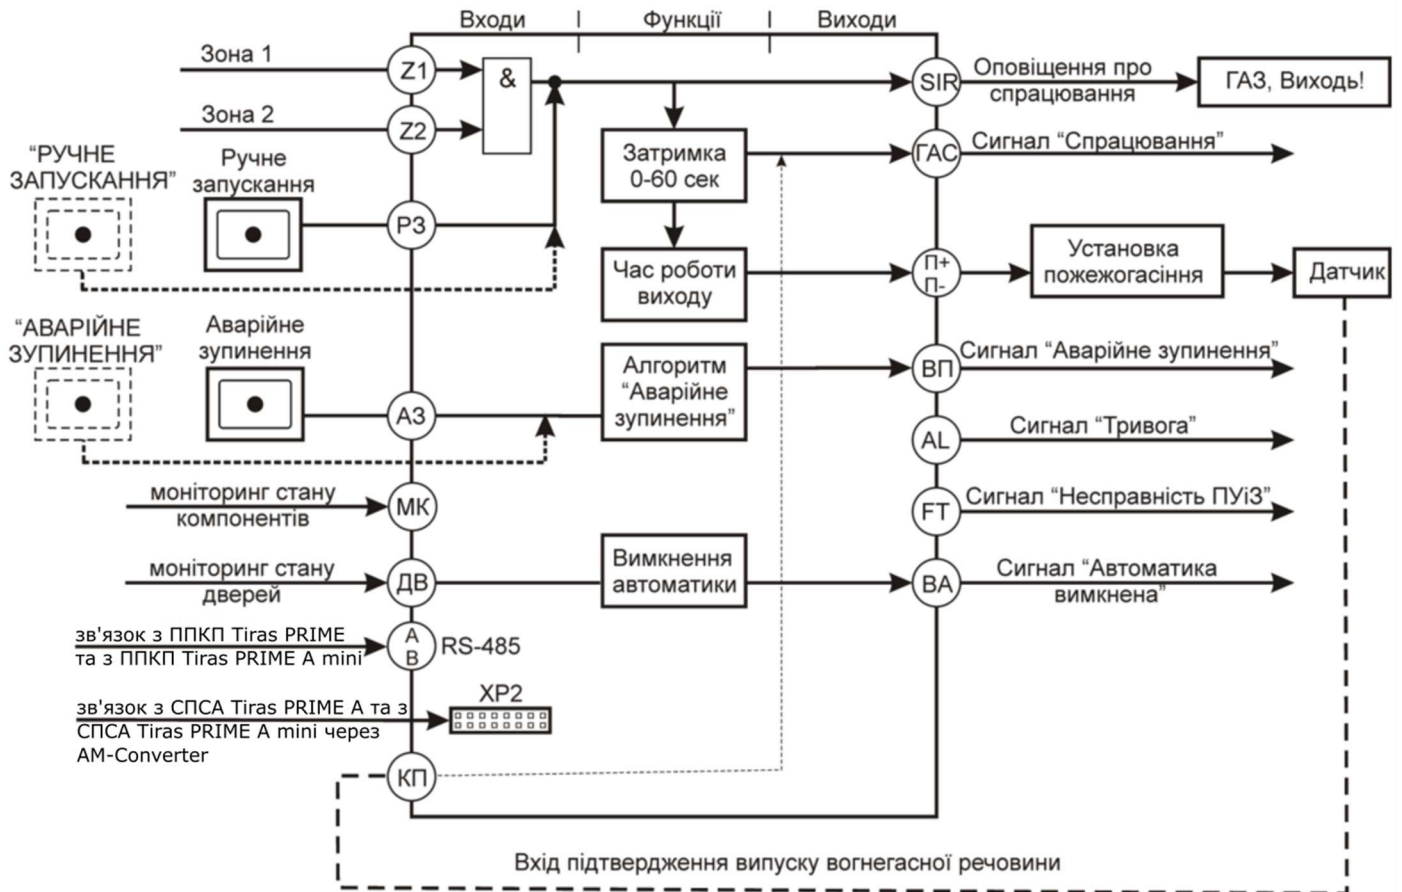 Входи
Функції
Виходи
Зона 1
Z1
&
SIR
Оповіщення про
спрацювання
ГАЗ, Виходь!
Зона 2
Z2
Затримка
0-60 сек
ГАС
Сигнал “Спрацювання”
“РУЧНЕ
ЗАПУСКАННЯ”
Ручне
запускання
РЗ
Час роботи
виходу
П+
П-
Установка
пожежогасіння
Датчик
“АВАРІЙНЕ
ЗУПИНЕННЯ”
Аварійне
зупинення
АЗ
Алгоритм
“Аварійне
зупинення”
ВП
Сигнал “Аварійне зупинення”
AL
Сигнал “Тривога”
моніторинг стану
компонентів
МК
FT
Сигнал “Несправність ПУіЗ”
моніторинг стану
дверей
ДВ
Вимкнення
автоматики
ВА
Сигнал “Автоматика
вимкнена”
зв'язок з ППКП Tiras PRIME
та з ППКП Tiras PRIME A mini
A
B
RS-485
зв'язок з СПСА Tiras PRIME A та з
СПСА Tiras PRIME A mini через
AM-Converter
XP2
КП
Вхід підтвердження випуску вогнегасної речовини